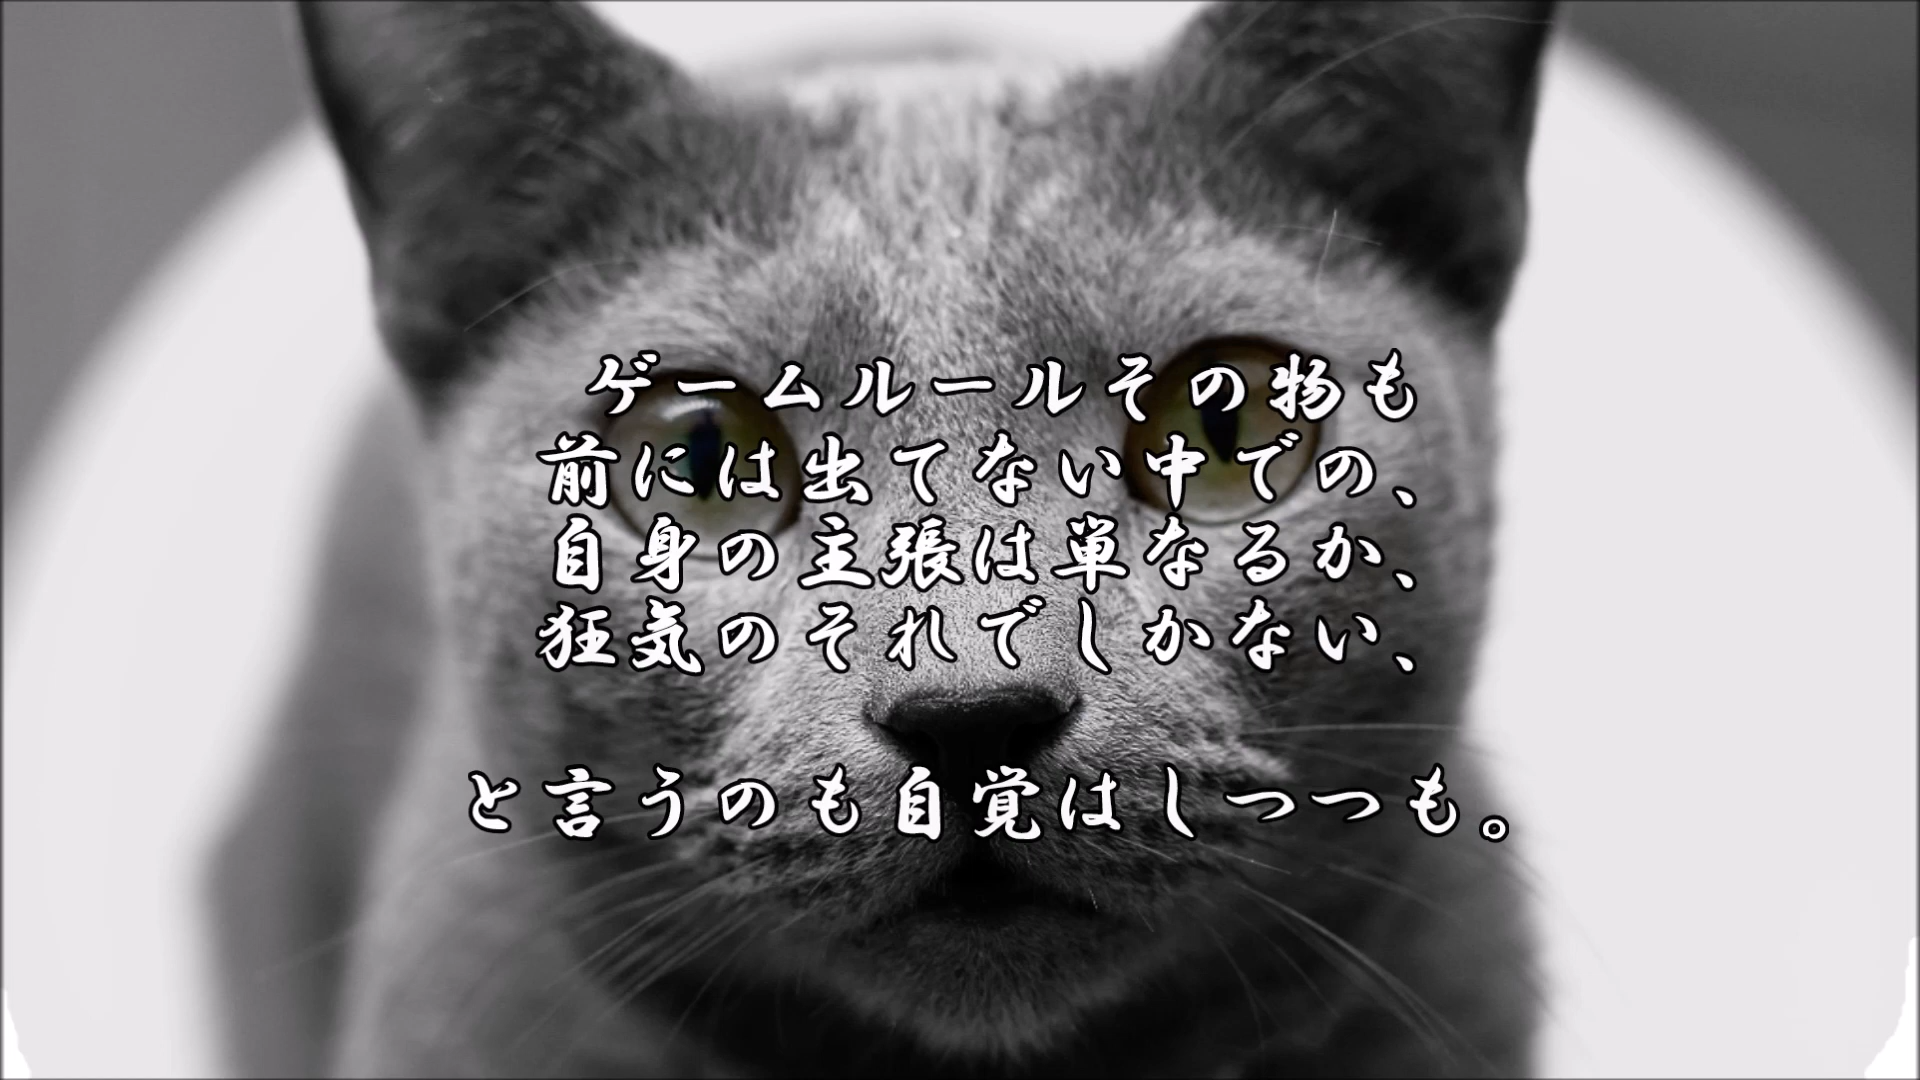 ゲームルールその物も
前には出てない中での、
自身の主張は単なるか、
狂気のそれでしかない、
と言うのも自覚はしつつも。